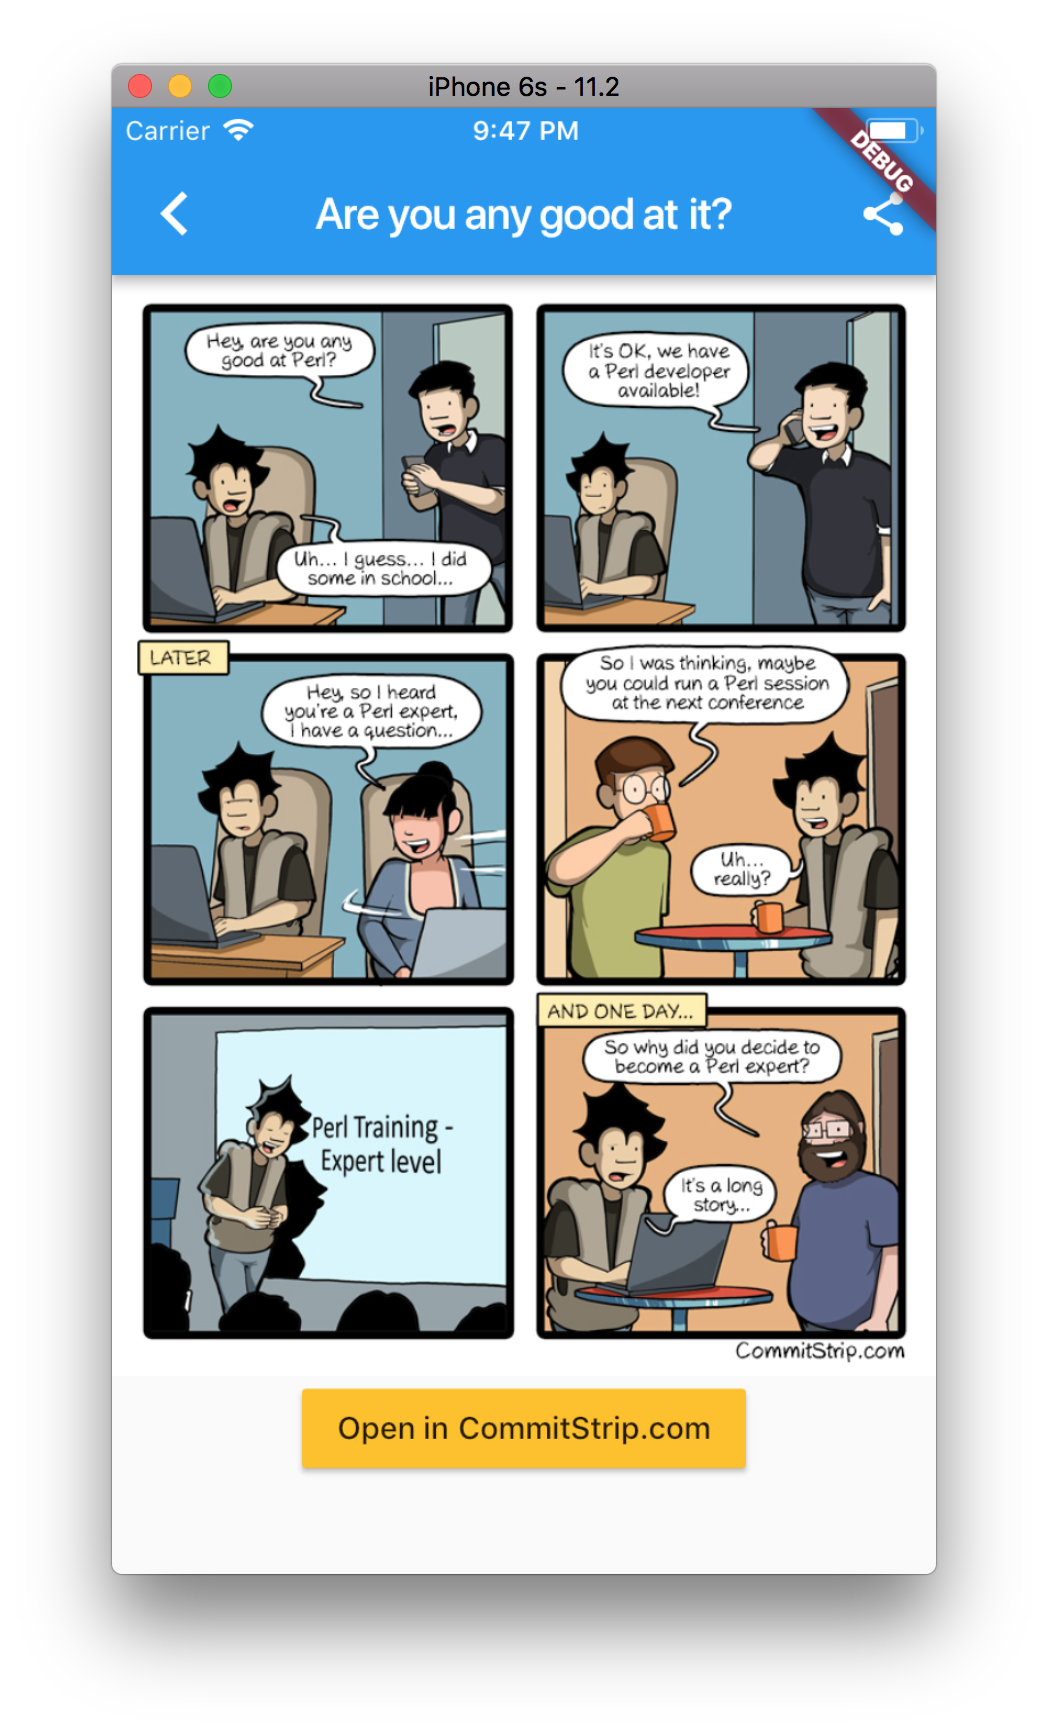 iPhone 6s - 11.2
Carrier
9:47 PM
DEBUG
Are you any good at it?
Hey, are you any
good at Perl?
Uh... I guess... I did
some in school...
It's OK, we have
a Perl developer
available!
LATER
Hey, so I heard
you're a Perl expert,
I have a question...
So I was thinking, maybe
you could run a Perl session
at the next conference
Uh...
really?
Perl Training -
Expert level
AND ONE DAY...
So why did you decide to
become a Perl expert?
It's a long
story...
CommitStrip.com
Open in CommitStrip.com